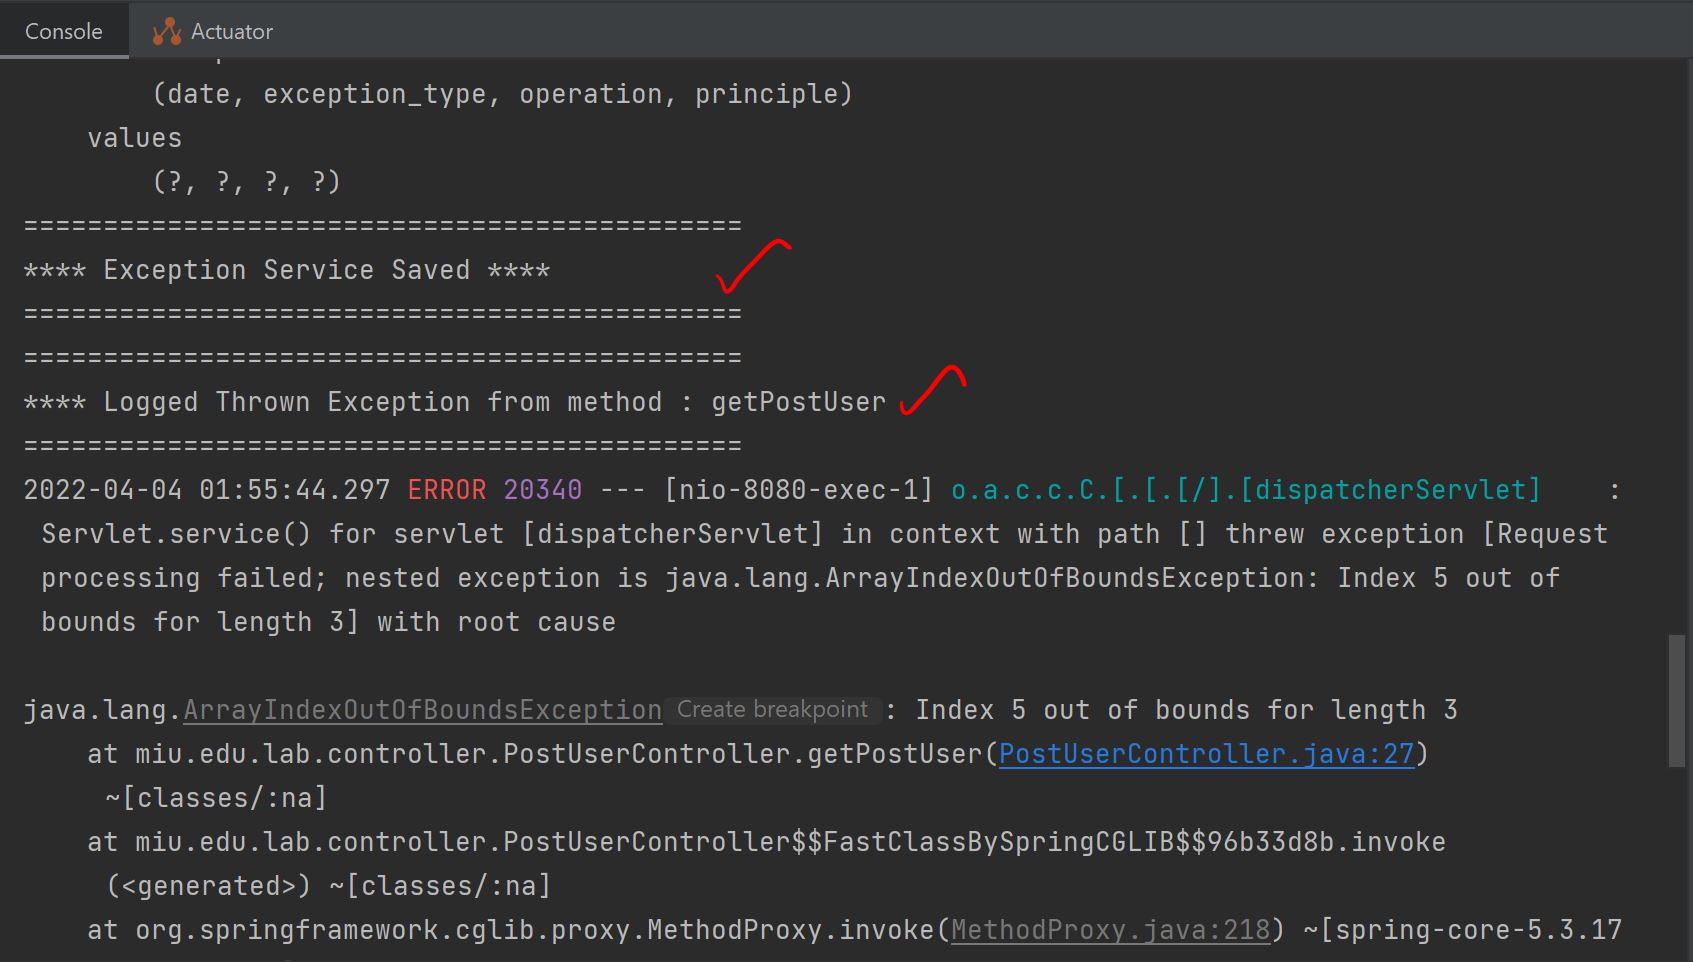 Console
Actuator
(date, exception_type, operation, principle)
values
(?, ?, ?, ?)
=============================================
**** Exception Service Saved ****
=============================================
=============================================
**** Logged Thrown Exception from method : getPostUser
=============================================
2022-04-04 01:55:44.297 ERROR 20340 --- [nio-8080-exec-1] o.a.c.c.C.[.[.[/].[dispatcherServlet] :
Servlet.service() for servlet [dispatcherServlet] in context with path [] threw exception [Request
processing failed; nested exception is java.lang.ArrayIndexOutOfBoundsException: Index 5 out of
bounds for length 3] with root cause
java.lang.ArrayIndexOutOfBoundsException Create breakpoint : Index 5 out of bounds for length 3
at miu.edu.lab.controller.PostUserController.getPostUser(PostUserController.java:27)
~[classes/:na]
at miu.edu.lab.controller.PostUserController$$FastClassBySpringCGLIB$$96b33d8b.invoke
(<generated>) ~[classes/:na]
at org.springframework.cglib.proxy.MethodProxy.invoke(MethodProxy.java:218) ~[spring-core-5.3.17